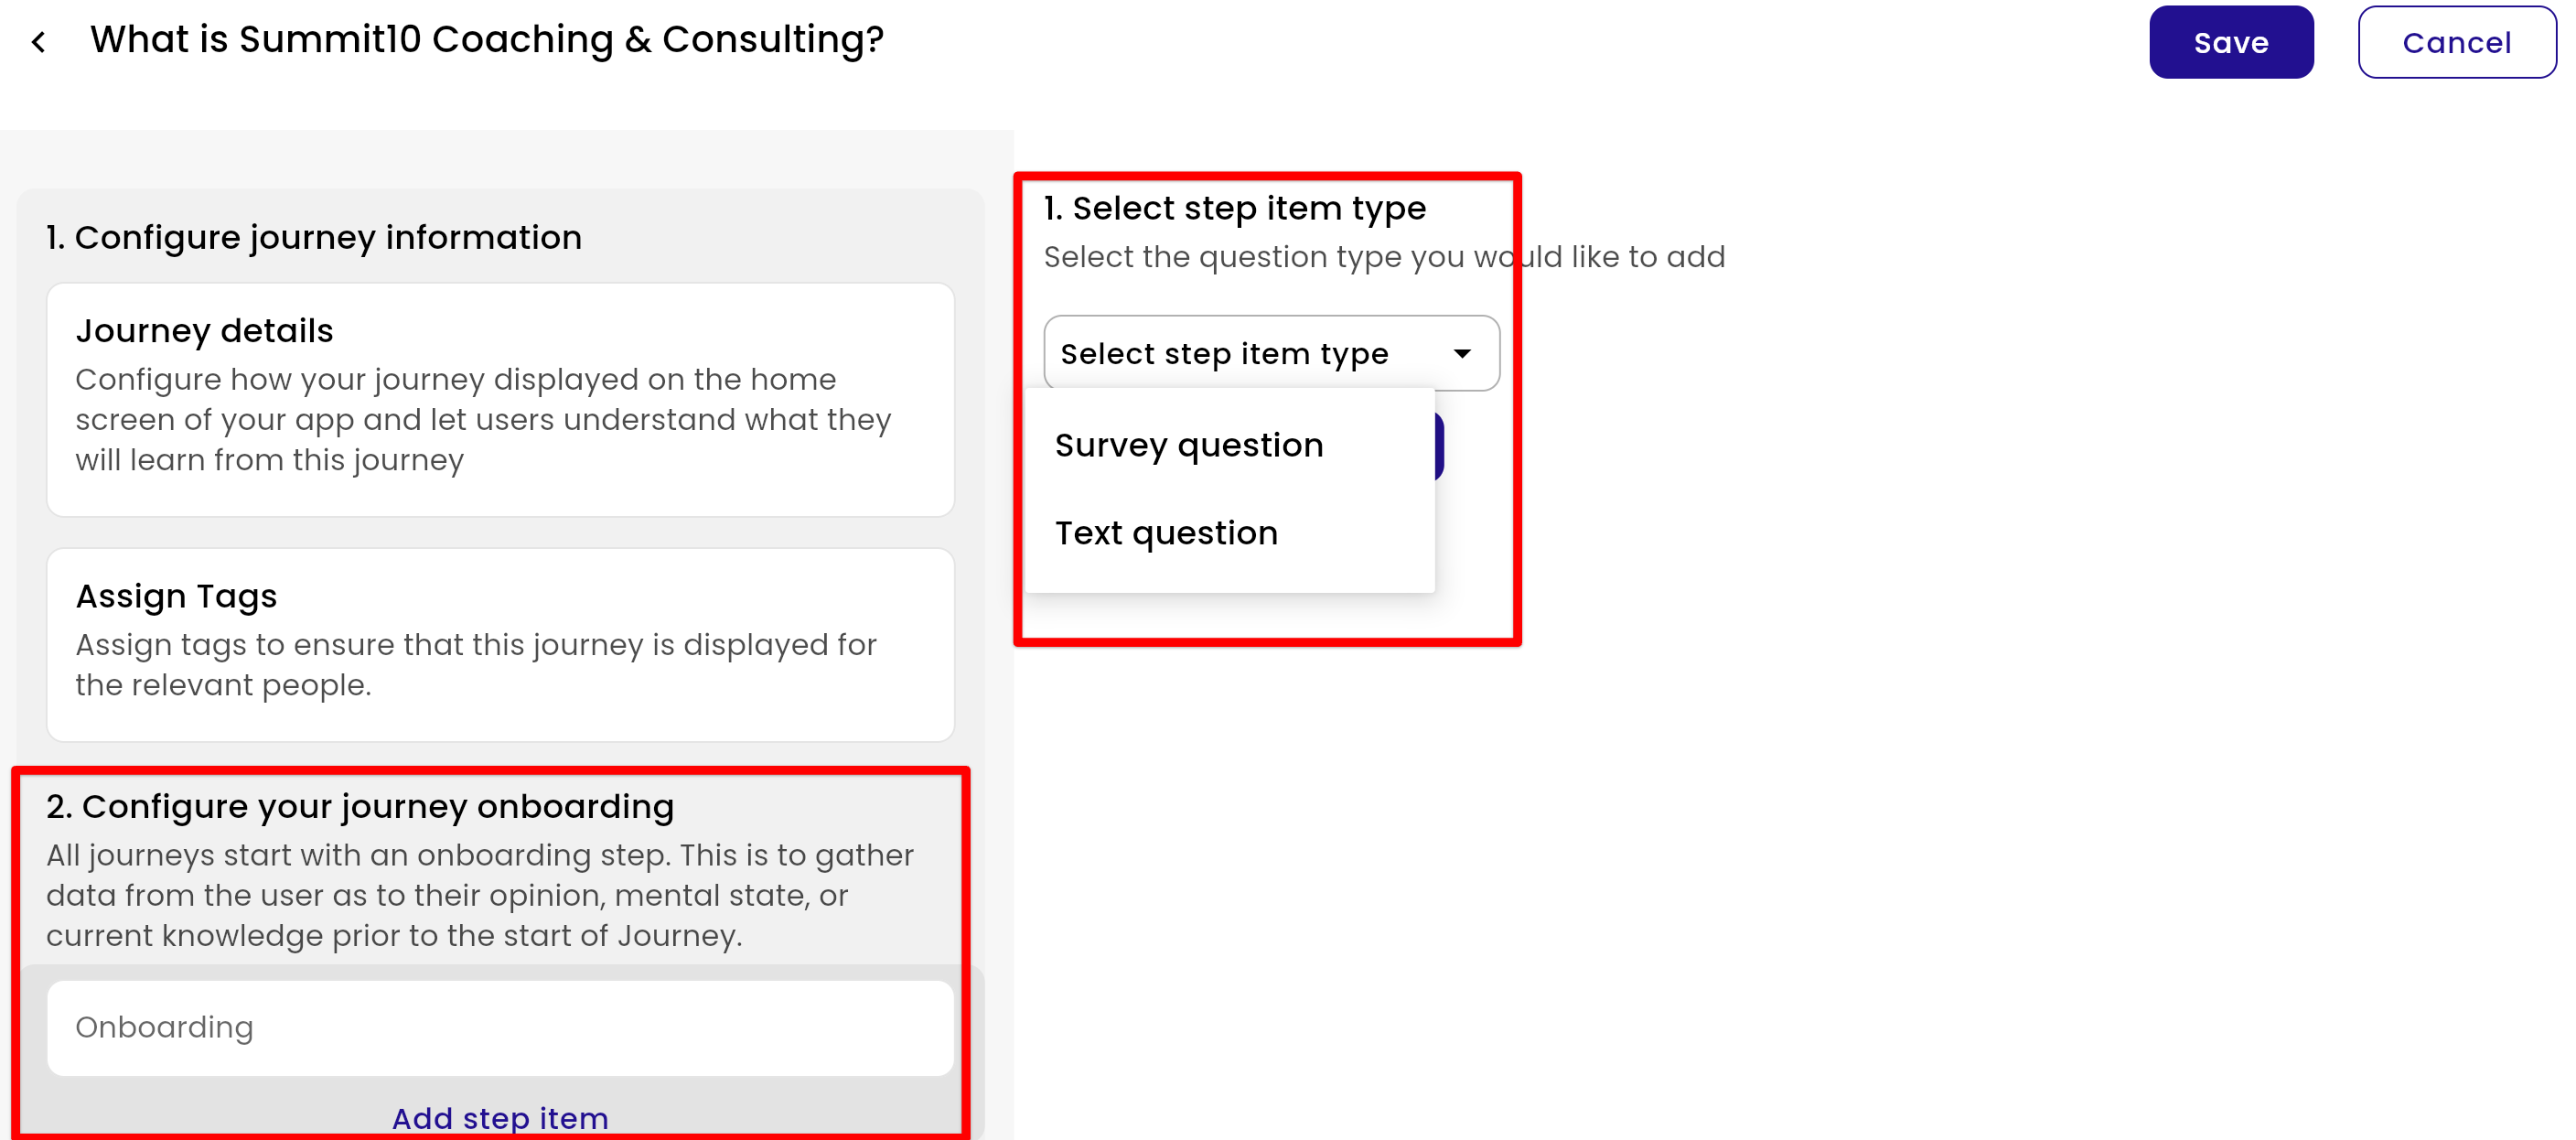 What is Summit10 Coaching & Consulting?
Save
Cancel
1. Configure journey information
Journey details
Configure how your journey displayed on the home
screen of your app and let users understand what they
will learn from this journey
Assign Tags
Assign tags to ensure that this journey is displayed for
the relevant people.
2. Configure your journey onboarding
All journeys start with an onboarding step. This is to gather
data from the user as to their opinion, mental state, or
current knowledge prior to the start of Journey.
Onboarding
Add step item
1. Select step item type
Select the question type you would like to add
Select step item type
Survey question
Text question